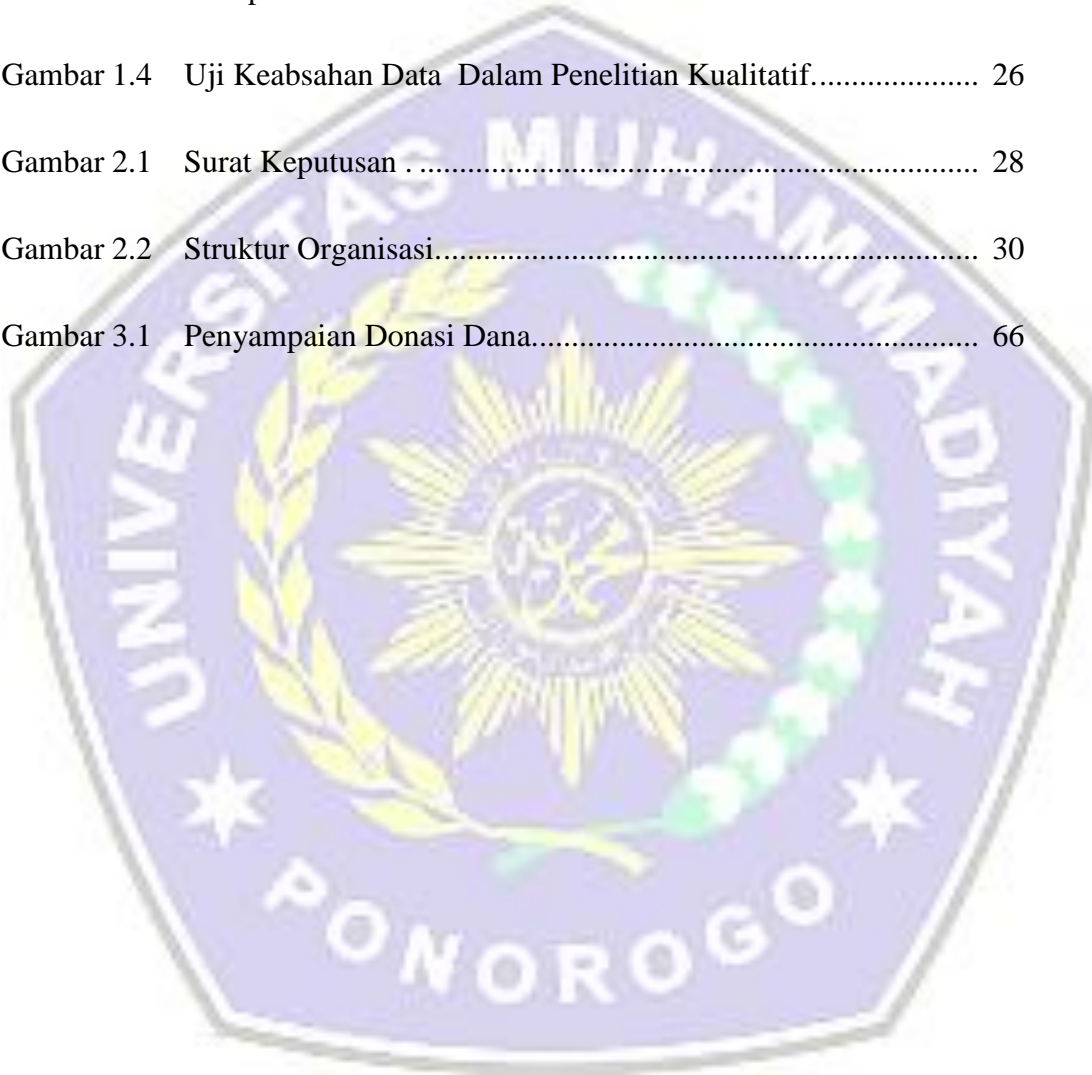 Gambar 1.4 Uji Keabsahan Data Dalam Penelitian Kualitatif.................... 26
Gambar 2.1 Surat Keputusan . .................................................................... 28
Gambar 2.2 Struktur Organisasi.................................................................. 30
Gambar 3.1 Penyampaian Donasi Dana...................................................... 66
UNIVERSITAS MUHAMMADIYAH
PONOROGO